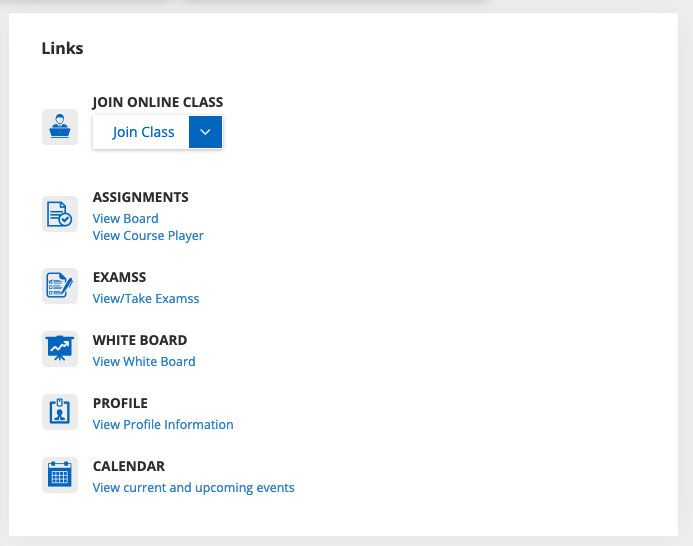 Links
JOIN ONLINE CLASS
Join Class
ASSIGNMENTS
View Board
View Course Player
EXAMSS
View/Take Examss
WHITE BOARD
View White Board
PROFILE
View Profile Information
CALENDAR
View current and upcoming events